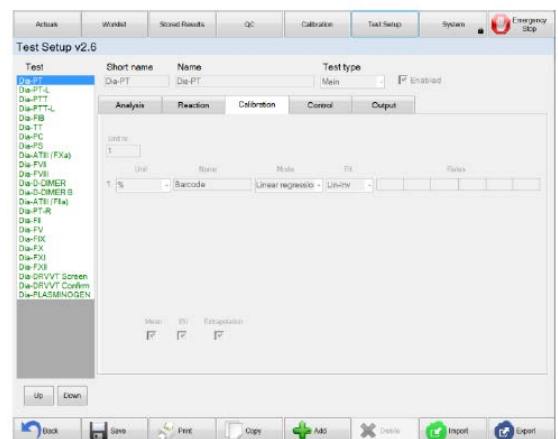 Actuals Worklist Stored Results QC Calibration Test Setup System Emergency Stop
Test Setup v2.6
Test Short name Name Test type
Dia-PT Dia-PT Dia-PT Main Enabled
Dia-PT-L
Dia-PTT
Dia-PTT-L
Dia-FIB
Dia-TT
Dia-PC
Dia-PS
Dia-ATIII (FXa)
Dia-FVII
Dia-FVIII
Dia-D-DIMER
Dia-D-DIMER B
Dia-ATIII (FIIa)
Dia-PT-R
Dia-FII
Dia-FV
Dia-FIX
Dia-FX
Dia-FXI
Dia-FXII
Dia-DRVVT Screen
Dia-DRVVT Confirm
Dia-PLASMINOGEN
Analysis Reaction Calibration Control Output
Unit nr.
1
Unit Name Mode Fit
1 % Barcode Linear regressio Lin-Inv
Mean ISI Extrapolation
Up Down
Back Save Print Copy Add Delete Import Export